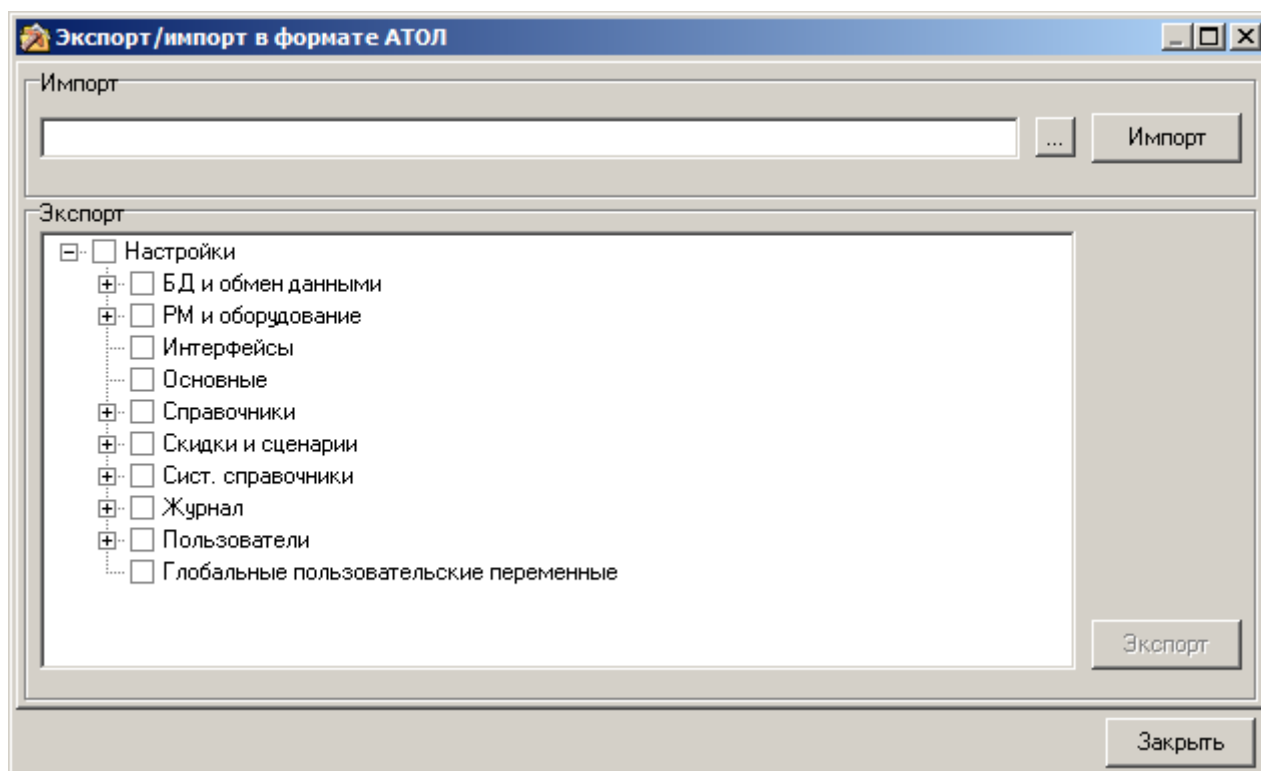 Экспорт/импорт в формате АТОЛ
Импорт
... Импорт
Экспорт
Настройки
БД и обмен данными
РМ и оборудование
Интерфейсы
Основные
Справочники
Скидки и сценарии
Сист. справочники
Журнал
Пользователи
Глобальные пользовательские переменные
Экспорт
Закрыть